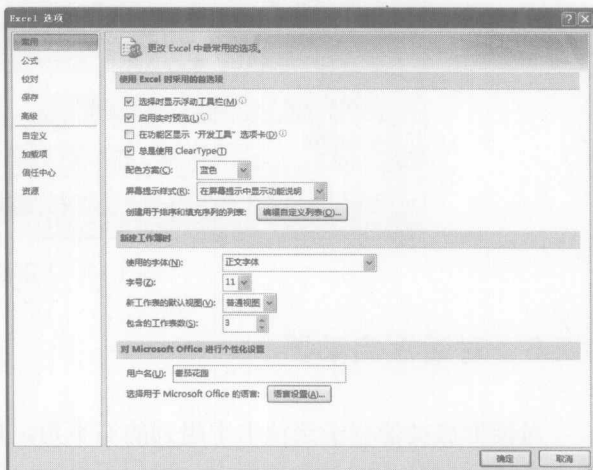 Excel 选项
常用
公式
校对
保存
高级
自定义
加载项
信任中心
资源
更改 Excel 中最常用的选项。
使用 Excel 时采用的首选项
选择时显示浮动工具栏(M)
启用实时预览(L)
在功能区显示“开发工具”选项卡(D)
总是使用 ClearType(T)
配色方案(C): 蓝色
屏幕提示样式(R): 在屏幕提示中显示功能说明
创建用于排序和填充序列的列表: 编辑自定义列表(O)...
新建工作簿时
使用的字体(N): 正文字体
字号(Z): 11
新工作表的默认视图(V): 普通视图
包含的工作表数(S): 3
对 Microsoft Office 进行个性化设置
用户名(U): 番茄花园
选择用于 Microsoft Office 的语言: 语言设置(A)...
确定 取消